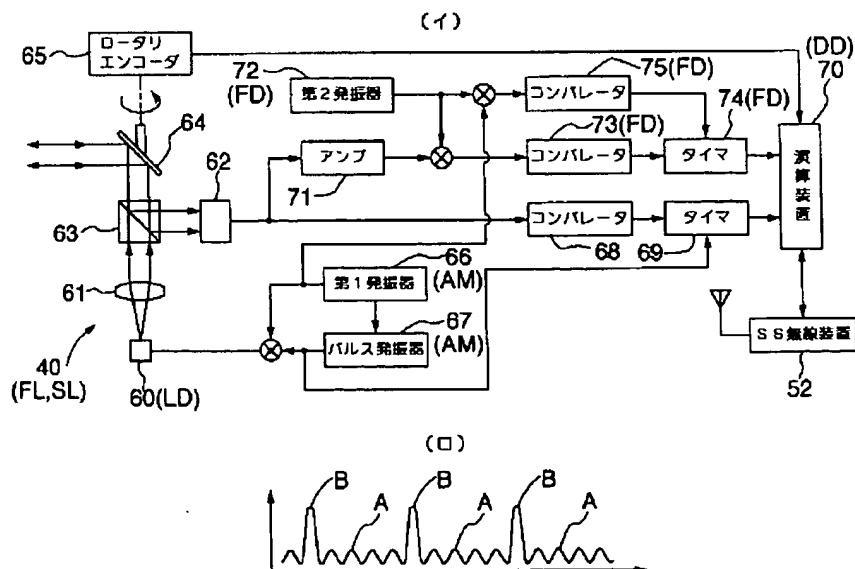 (イ)
65
ロータリ
エンコーダ
72
(FD)
第2発振器
75(FD)
コンパレータ
(DD)
70
64
73(FD)
74(FD)
アンプ
71
コンパレータ
タイマ
演算装置
62
63
コンパレータ
68
タイマ
69
66
第1発振器
(AM)
61
67
パルス発振器
(AM)
SS無線装置
52
40
(FL,SL)
60(LD)
(ロ)
B
A
B
A
B
A